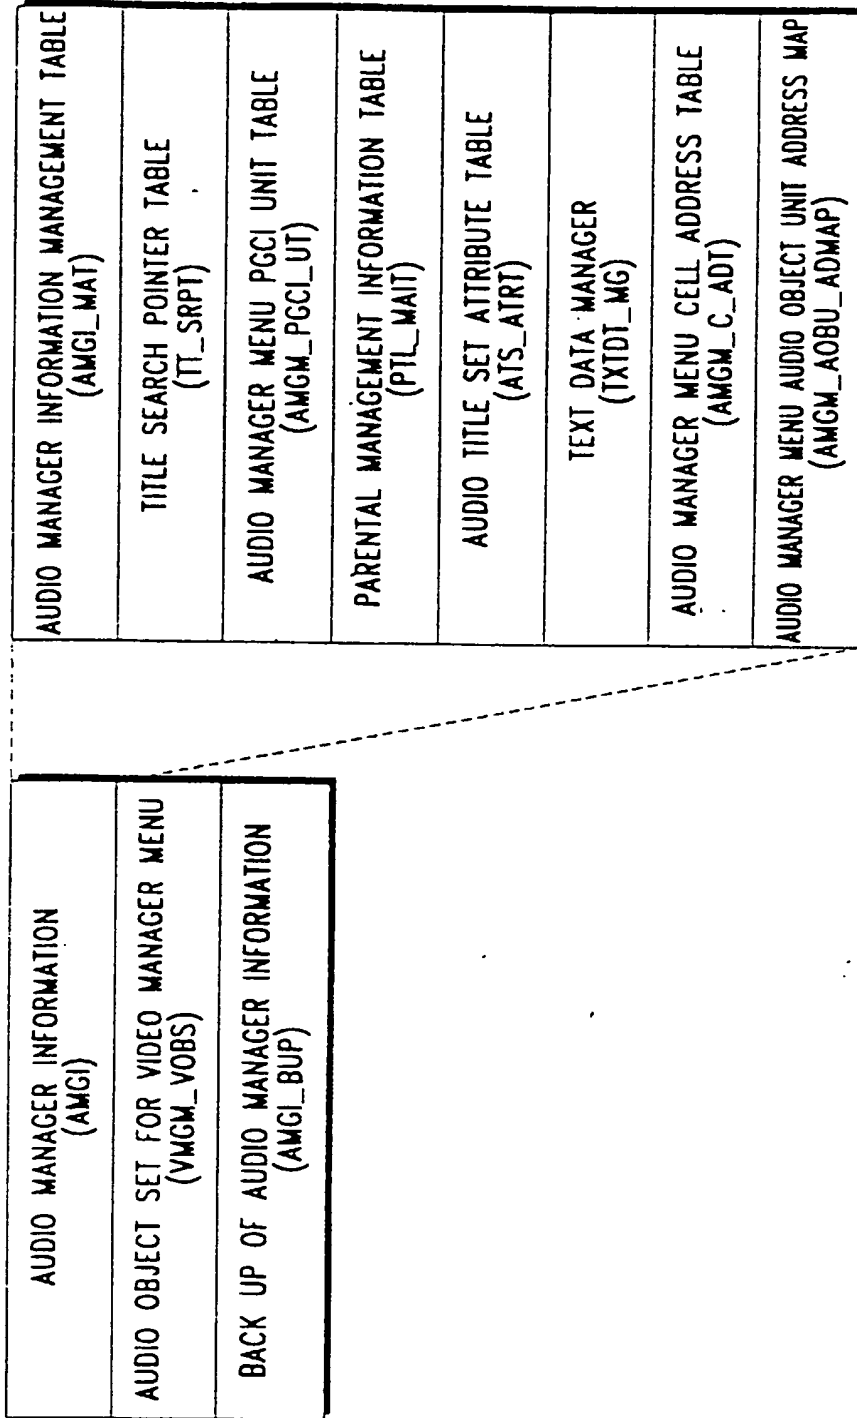 AUDIO MANAGER INFORMATION
(AMGI)
AUDIO OBJECT SET FOR VIDEO MANAGER MENU
(VMGM_VOBS)
BACK UP OF AUDIO MANAGER INFORMATION
(AMGI_BUP)
AUDIO MANAGER INFORMATION MANAGEMENT TABLE
(AMGI_MAT)
TITLE SEARCH POINTER TABLE
(TT_SRPT)
AUDIO MANAGER MENU PGCI UNIT TABLE
(AMGM_PGCI_UT)
PARENTAL MANAGEMENT INFORMATION TABLE
(PTL_MAIT)
AUDIO TITLE SET ATTRIBUTE TABLE
(ATS_ATRT)
TEXT DATA MANAGER
(TXTDT_MG)
AUDIO MANAGER MENU CELL ADDRESS TABLE
(AMGM_C_ADT)
AUDIO MANAGER MENU AUDIO OBJECT UNIT ADDRESS MAP
(AMGM_AOBU_ADMAP)